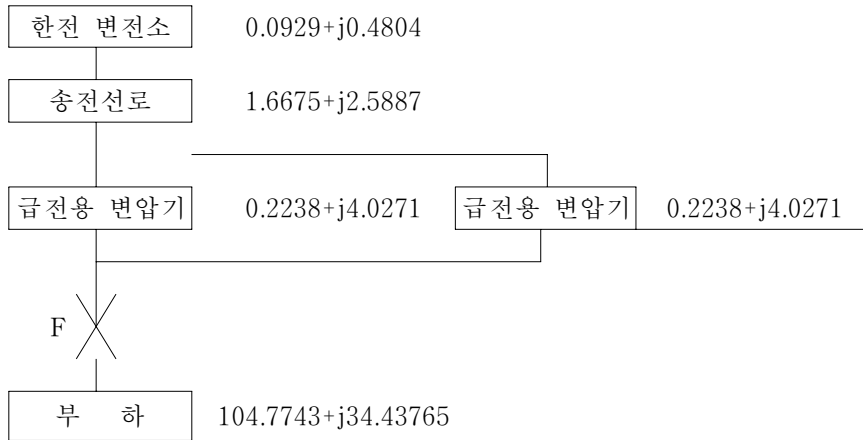 한전 변전소 0.0929+j0.4804
송전선로 1.6675+j2.5887
급전용 변압기 0.2238+j4.0271 급전용 변압기 0.2238+j4.0271
F
부 하 104.7743+j34.43765